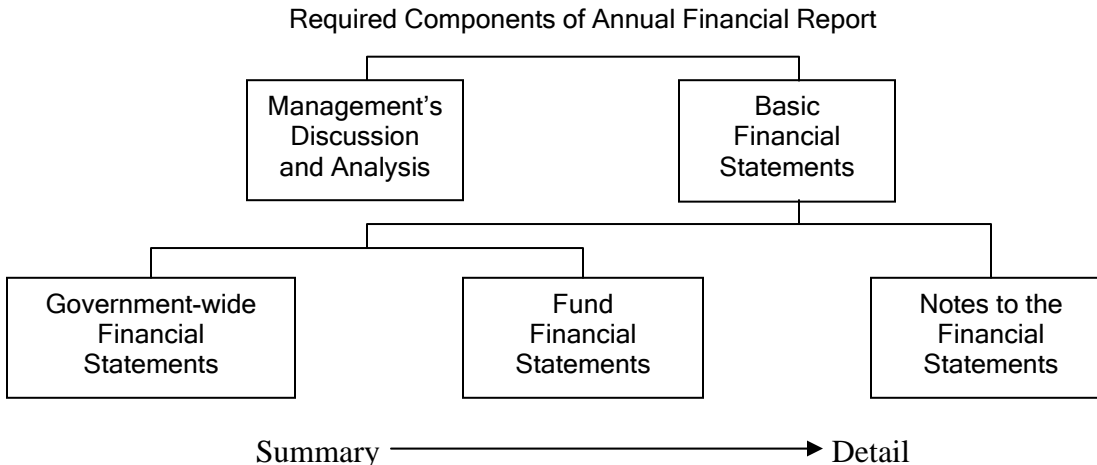 Required Components of Annual Financial Report
Management's
Discussion
and Analysis
Basic
Financial
Statements
Government-wide
Financial
Statements
Fund
Financial
Statements
Notes to the
Financial
Statements
Summary
Detail